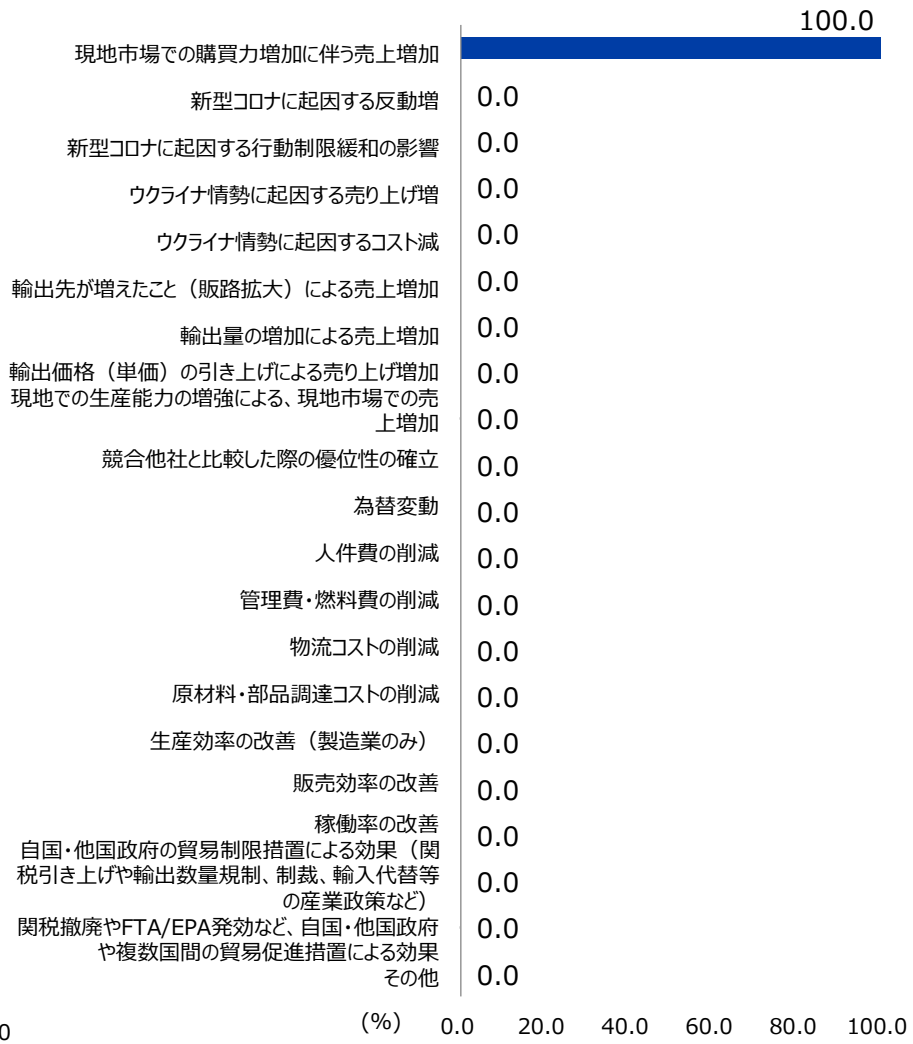 100.0
現地市場での購買力増加に伴う売上増加
新型コロナに起因する反動増 0.0
新型コロナに起因する行動制限緩和の影響 0.0
ウクライナ情勢に起因する売り上げ増 0.0
ウクライナ情勢に起因するコスト減 0.0
輸出先が増えたこと（販路拡大）による売上増加 0.0
輸出量の増加による売上増加 0.0
輸出価格（単価）の引き上げによる売り上げ増加 0.0
現地での生産能力の増強による、現地市場での売
上増加 0.0
競合他社と比較した際の優位性の確立 0.0
為替変動 0.0
人件費の削減 0.0
管理費・燃料費の削減 0.0
物流コストの削減 0.0
原材料・部品調達コストの削減 0.0
生産効率の改善（製造業のみ） 0.0
販売効率の改善 0.0
稼働率の改善 0.0
自国・他国政府の貿易制限措置による効果（関
税引き上げや輸出数量規制、制裁、輸入代替等 0.0
の産業政策など）
関税撤廃やFTA/EPA発効など、自国・他国政府 0.0
や複数国間の貿易促進措置による効果
その他 0.0
0 （%） 0.0 20.0 40.0 60.0 80.0 100.0